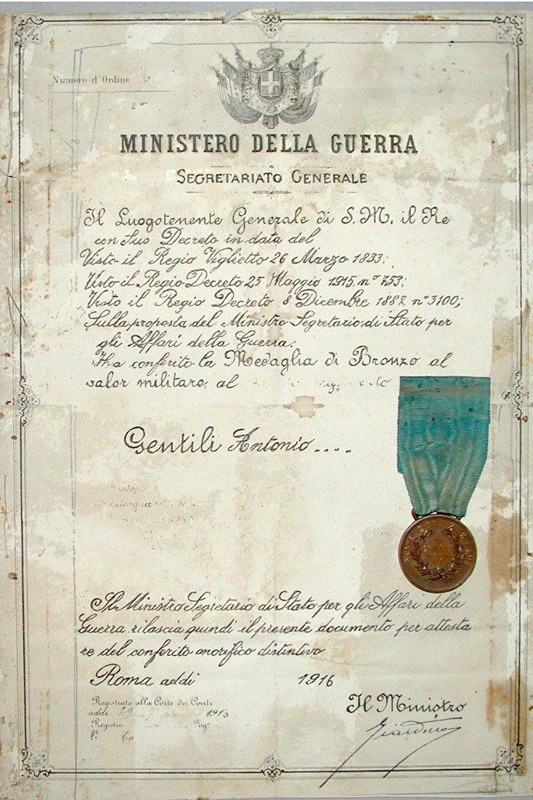 Numero d'Ordine
MINISTERO DELLA GUERRA
SEGRETARIATO GENERALE
Il Luogotenente Generale di S. M. il Re
con Suo Decreto in data del
Visto il Regio Viglietto 26 Marzo 1833;
Visto il Regio Decreto 25 Maggio 1915, n° 753;
Visto il Regio Decreto 8 Dicembre 1887, n° 3100;
Sulla proposta del Ministro Segretario di Stato per
gli Affari della Guerra;
Ha conferito la Medaglia di Bronzo al
valor militare, al
Gentili Antonio....
Il Ministro Segretario di Stato per gli Affari della
Guerra rilascia quindi il presente documento per attesta
re del conferito onorifico distintivo
Roma addì 1916
Registrato alla Corte dei Conti
addì 191
Registro
Il Ministro